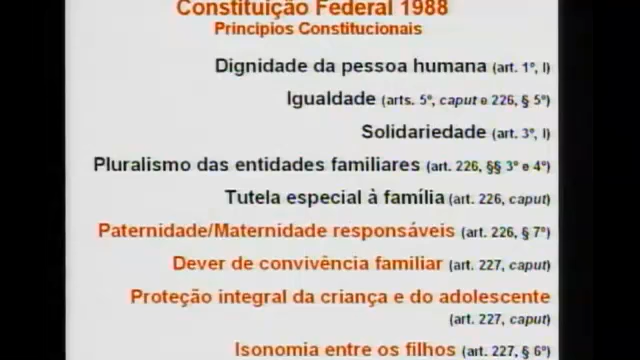 Constituição Federal 1988
Princípios Constitucionais
Dignidade da pessoa humana (art. 1º, I)
Igualdade (arts. 5º, caput e 226, § 5º)
Solidariedade (art. 3º, I)
Pluralismo das entidades familiares (art. 226, §§ 3º e 4º)
Tutela especial à família (art. 226, caput)
Paternidade/Maternidade responsáveis (art. 226, § 7º)
Dever de convivência familiar (art. 227, caput)
Proteção integral da criança e do adolescente
(art. 227, caput)
Isonomia entre os filhos (art. 227, § 6º)